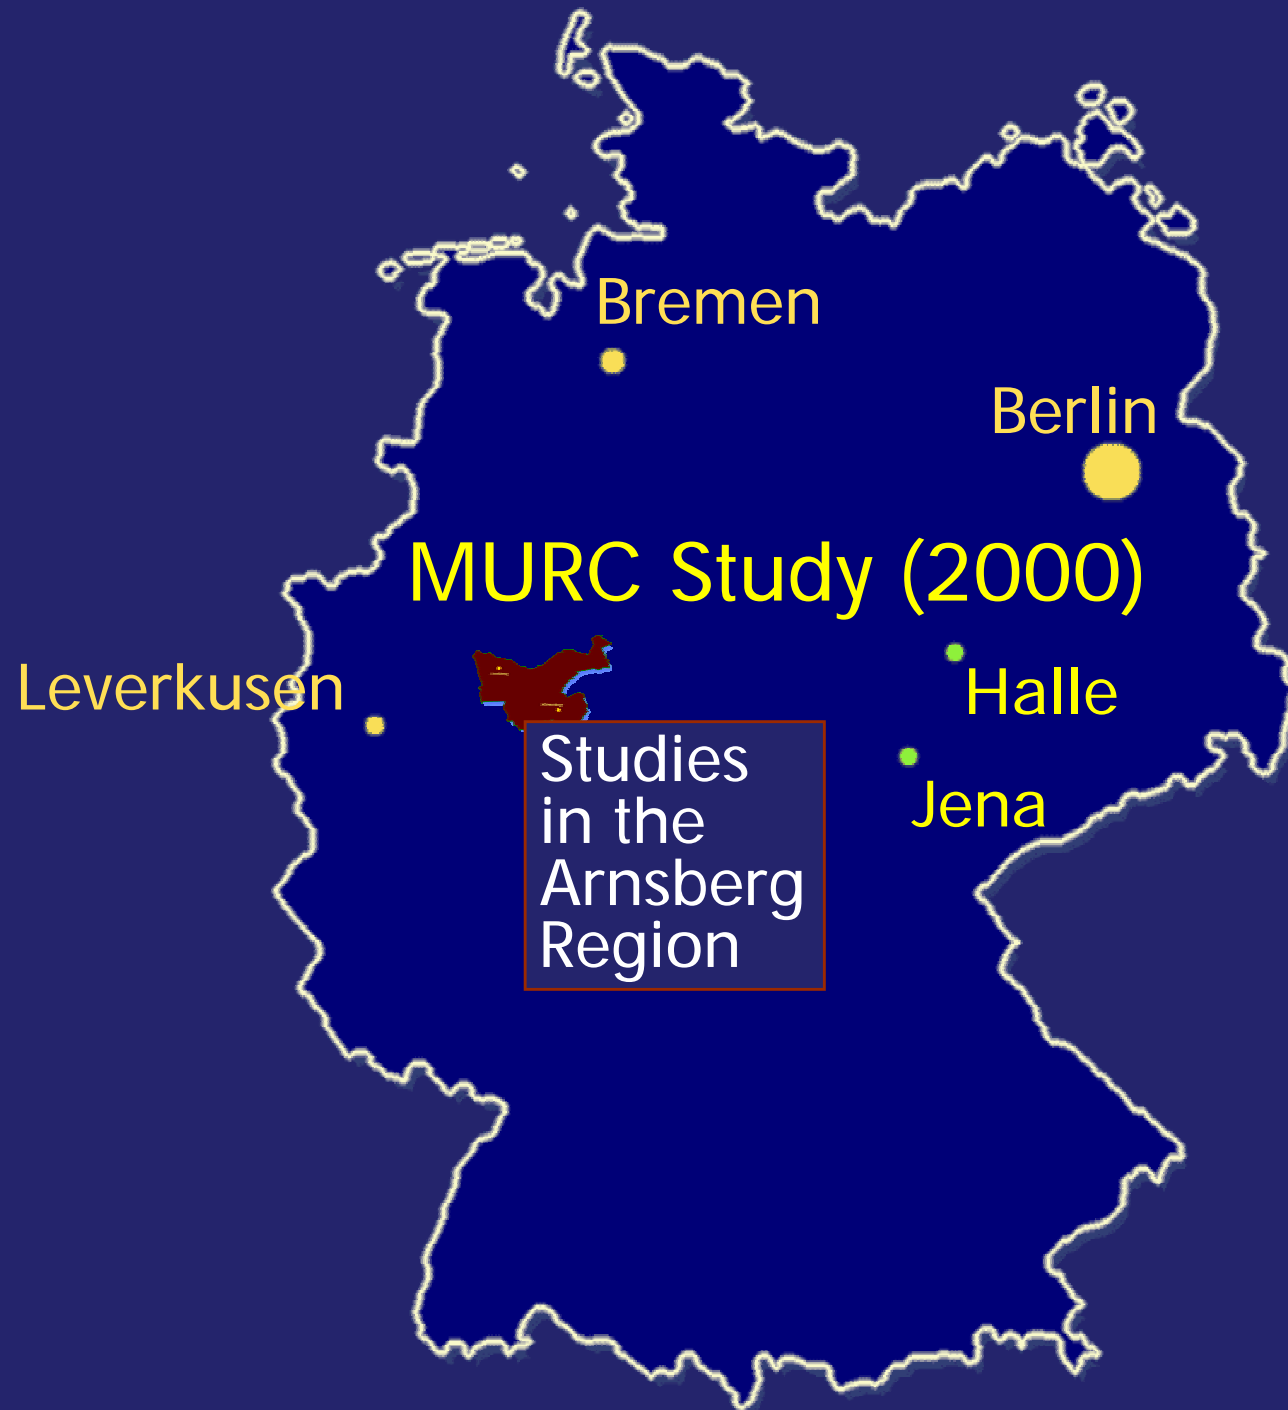 Bremen
Berlin
MURC Study (2000)
Leverkusen
Halle
Studies
in the
Arnsberg
Region
Jena